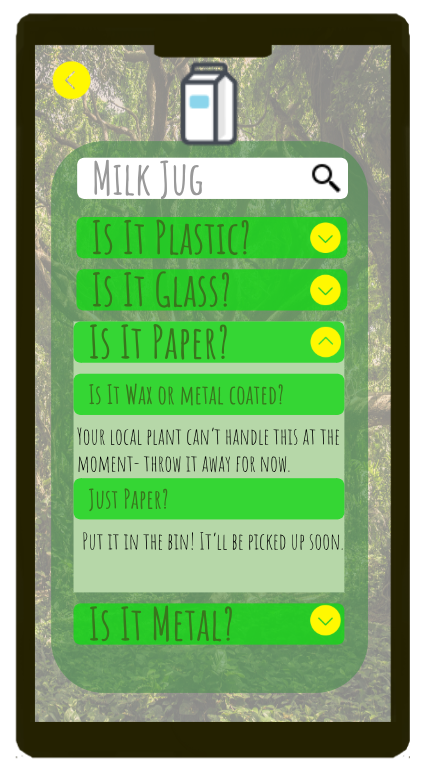 Milk Jug
Is It Plastic?
Is It Glass?
Is It Paper?
Is It Wax or metal coated?
Your local plant can't handle this at the
moment- throw it away for now.
Just Paper?
Put it in the bin! It'll be picked up soon.
Is It Metal?